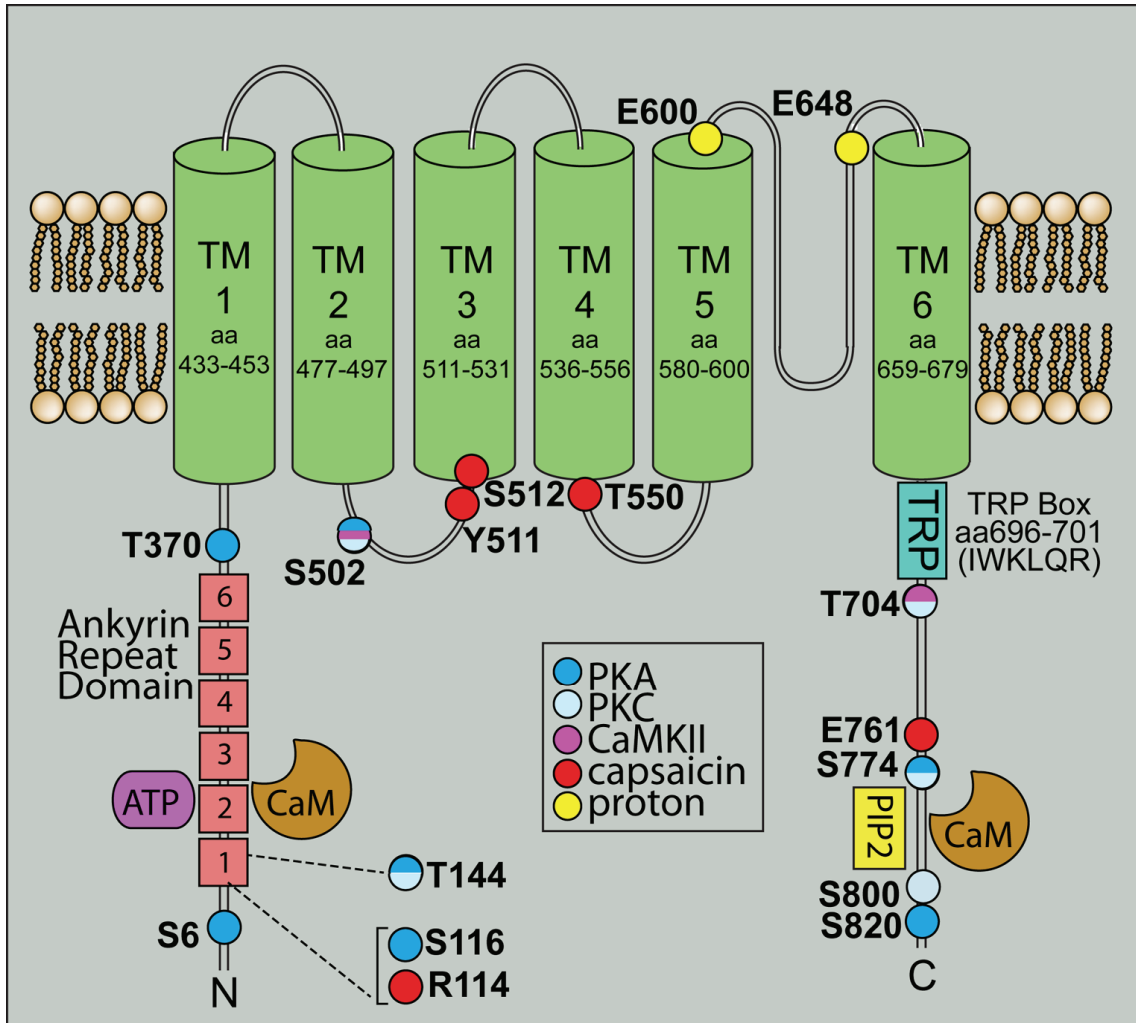 E600
E648
TM
1
aa
433-453
TM
2
aa
477-497
TM
3
aa
511-531
TM
4
aa
536-556
TM
5
aa
580-600
TM
6
aa
659-679
S512
Y511
T550
S502
T370
TRP
TRP Box
aa696-701
(IWKLQR)
T704
Ankyrin
Repeat
Domain
6
5
4
3
2
1
ATP
CaM
T144
S116
R114
S6
N
PKA
PKC
CaMKII
capsaicin
proton
E761
S774
PIP2
CaM
S800
S820
C